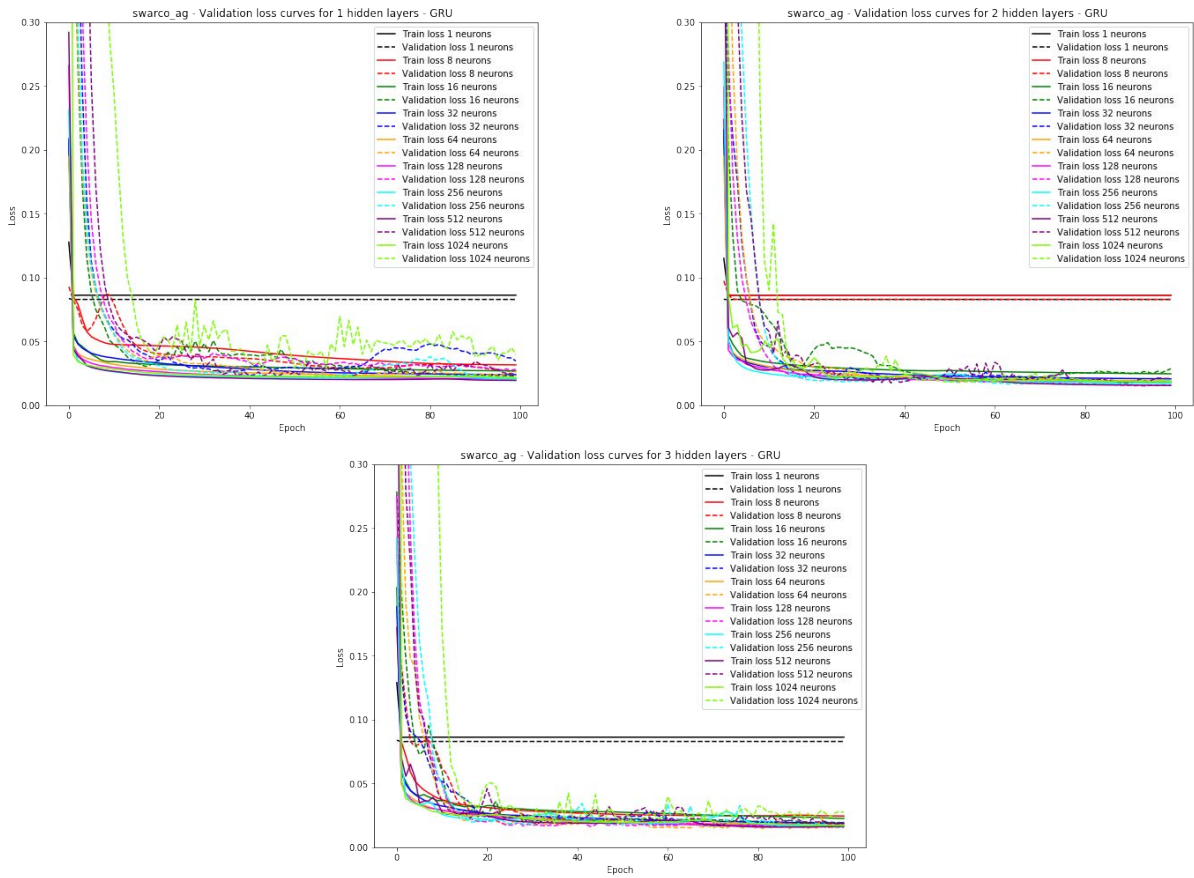 swarco_ag - Validation loss curves for 1 hidden layers - GRU
0.30
0.25
0.20
0.15
0.10
0.05
0.00
Loss
0
20
40
60
80
100
Epoch
Train loss 1 neurons
Validation loss 1 neurons
Train loss 8 neurons
Validation loss 8 neurons
Train loss 16 neurons
Validation loss 16 neurons
Train loss 32 neurons
Validation loss 32 neurons
Train loss 64 neurons
Validation loss 64 neurons
Train loss 128 neurons
Validation loss 128 neurons
Train loss 256 neurons
Validation loss 256 neurons
Train loss 512 neurons
Validation loss 512 neurons
Train loss 1024 neurons
Validation loss 1024 neurons
swarco_ag - Validation loss curves for 2 hidden layers - GRU
0.30
0.25
0.20
0.15
0.10
0.05
0.00
Loss
0
20
40
60
80
100
Epoch
Train loss 1 neurons
Validation loss 1 neurons
Train loss 8 neurons
Validation loss 8 neurons
Train loss 16 neurons
Validation loss 16 neurons
Train loss 32 neurons
Validation loss 32 neurons
Train loss 64 neurons
Validation loss 64 neurons
Train loss 128 neurons
Validation loss 128 neurons
Train loss 256 neurons
Validation loss 256 neurons
Train loss 512 neurons
Validation loss 512 neurons
Train loss 1024 neurons
Validation loss 1024 neurons
swarco_ag - Validation loss curves for 3 hidden layers - GRU
0.30
0.25
0.20
0.15
0.10
0.05
0.00
Loss
0
20
40
60
80
100
Epoch
Train loss 1 neurons
Validation loss 1 neurons
Train loss 8 neurons
Validation loss 8 neurons
Train loss 16 neurons
Validation loss 16 neurons
Train loss 32 neurons
Validation loss 32 neurons
Train loss 64 neurons
Validation loss 64 neurons
Train loss 128 neurons
Validation loss 128 neurons
Train loss 256 neurons
Validation loss 256 neurons
Train loss 512 neurons
Validation loss 512 neurons
Train loss 1024 neurons
Validation loss 1024 neurons